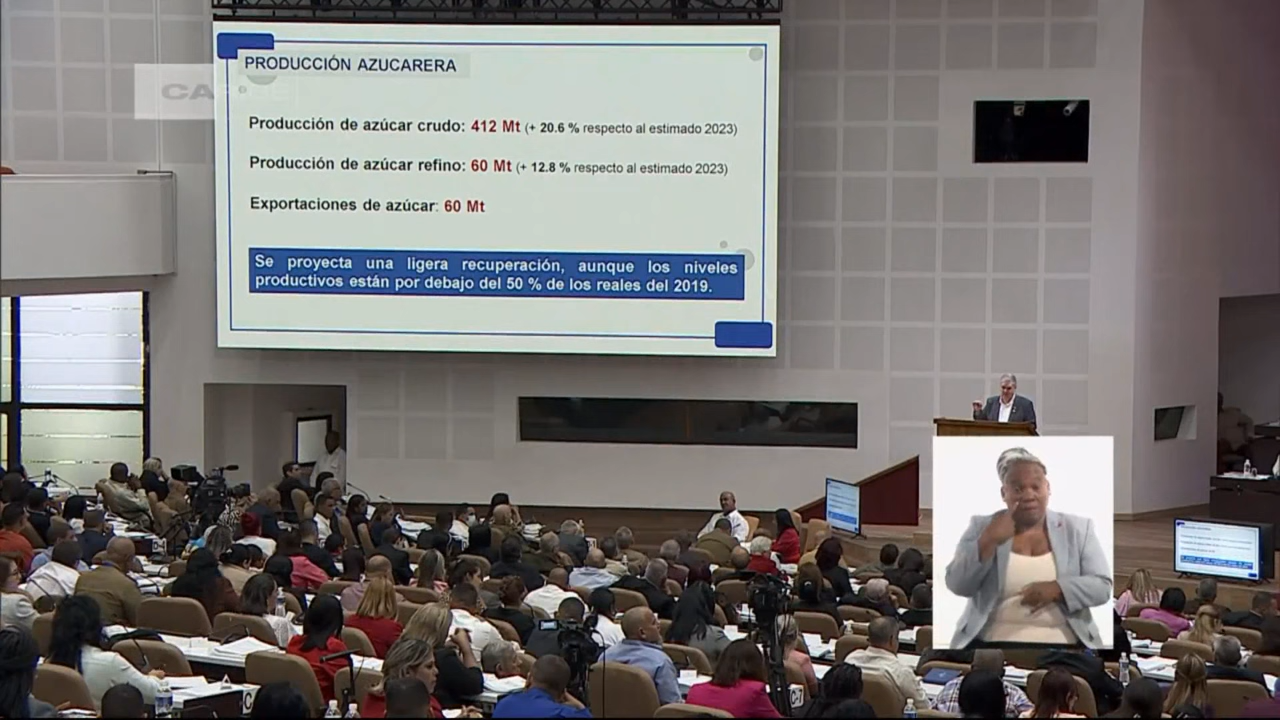 PRODUCCIÓN AZUCARERA
Producción de azúcar crudo: 412 Mt (+ 20.6 % respecto al estimado 2023)
Producción de azúcar refino: 60 Mt (+ 12.8 % respecto al estimado 2023)
Exportaciones de azúcar: 60 Mt
Se proyecta una ligera recuperación, aunque los niveles
productivos están por debajo del 50 % de los reales del 2019.